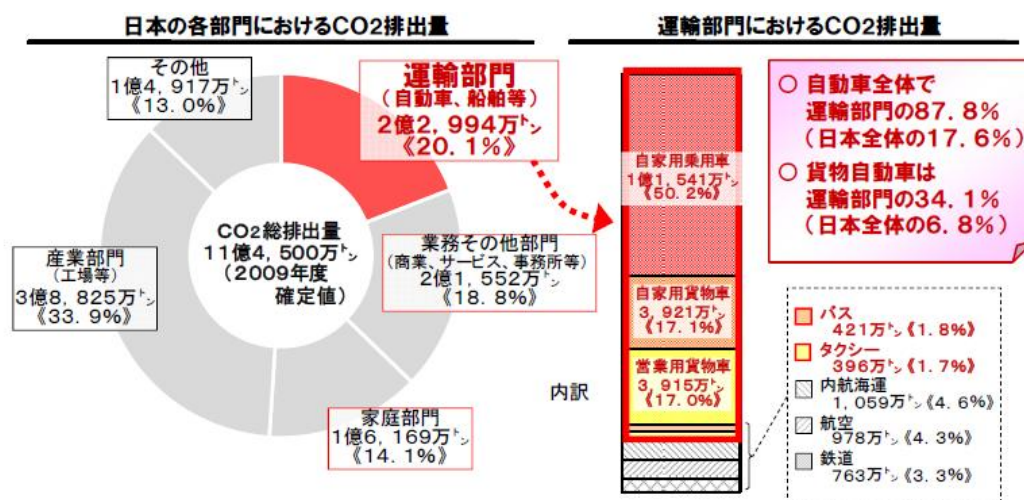 日本の各部門におけるCO2排出量
その他
1億4,917万トン
《13.0%》
運輸部門
(自動車、船舶等)
2億2,994万トン
《20.1%》
CO2総排出量
11億4,500万トン
(2009年度
確定値)
産業部門
(工場等)
3億8,825万トン
《33.9%》
業務その他部門
(商業、サービス、事務所等)
2億1,552万トン
《18.8%》
家庭部門
1億6,169万トン
《14.1%》
運輸部門におけるCO2排出量
自家用乗用車
1億1,541万トン
《50.2%》
自家用貨物車
3,921万トン
《17.1%》
営業用貨物車
3,915万トン
《17.0%》
内訳
○ 自動車全体で
運輸部門の87.8%
(日本全体の17.6%)
○ 貨物自動車は
運輸部門の34.1%
(日本全体の6.8%)
バス
421万トン《1.8%》
タクシー
396万トン《1.7%》
内航海運
1,059万トン《4.6%》
航空
978万トン《4.3%》
鉄道
763万トン《3.3%》